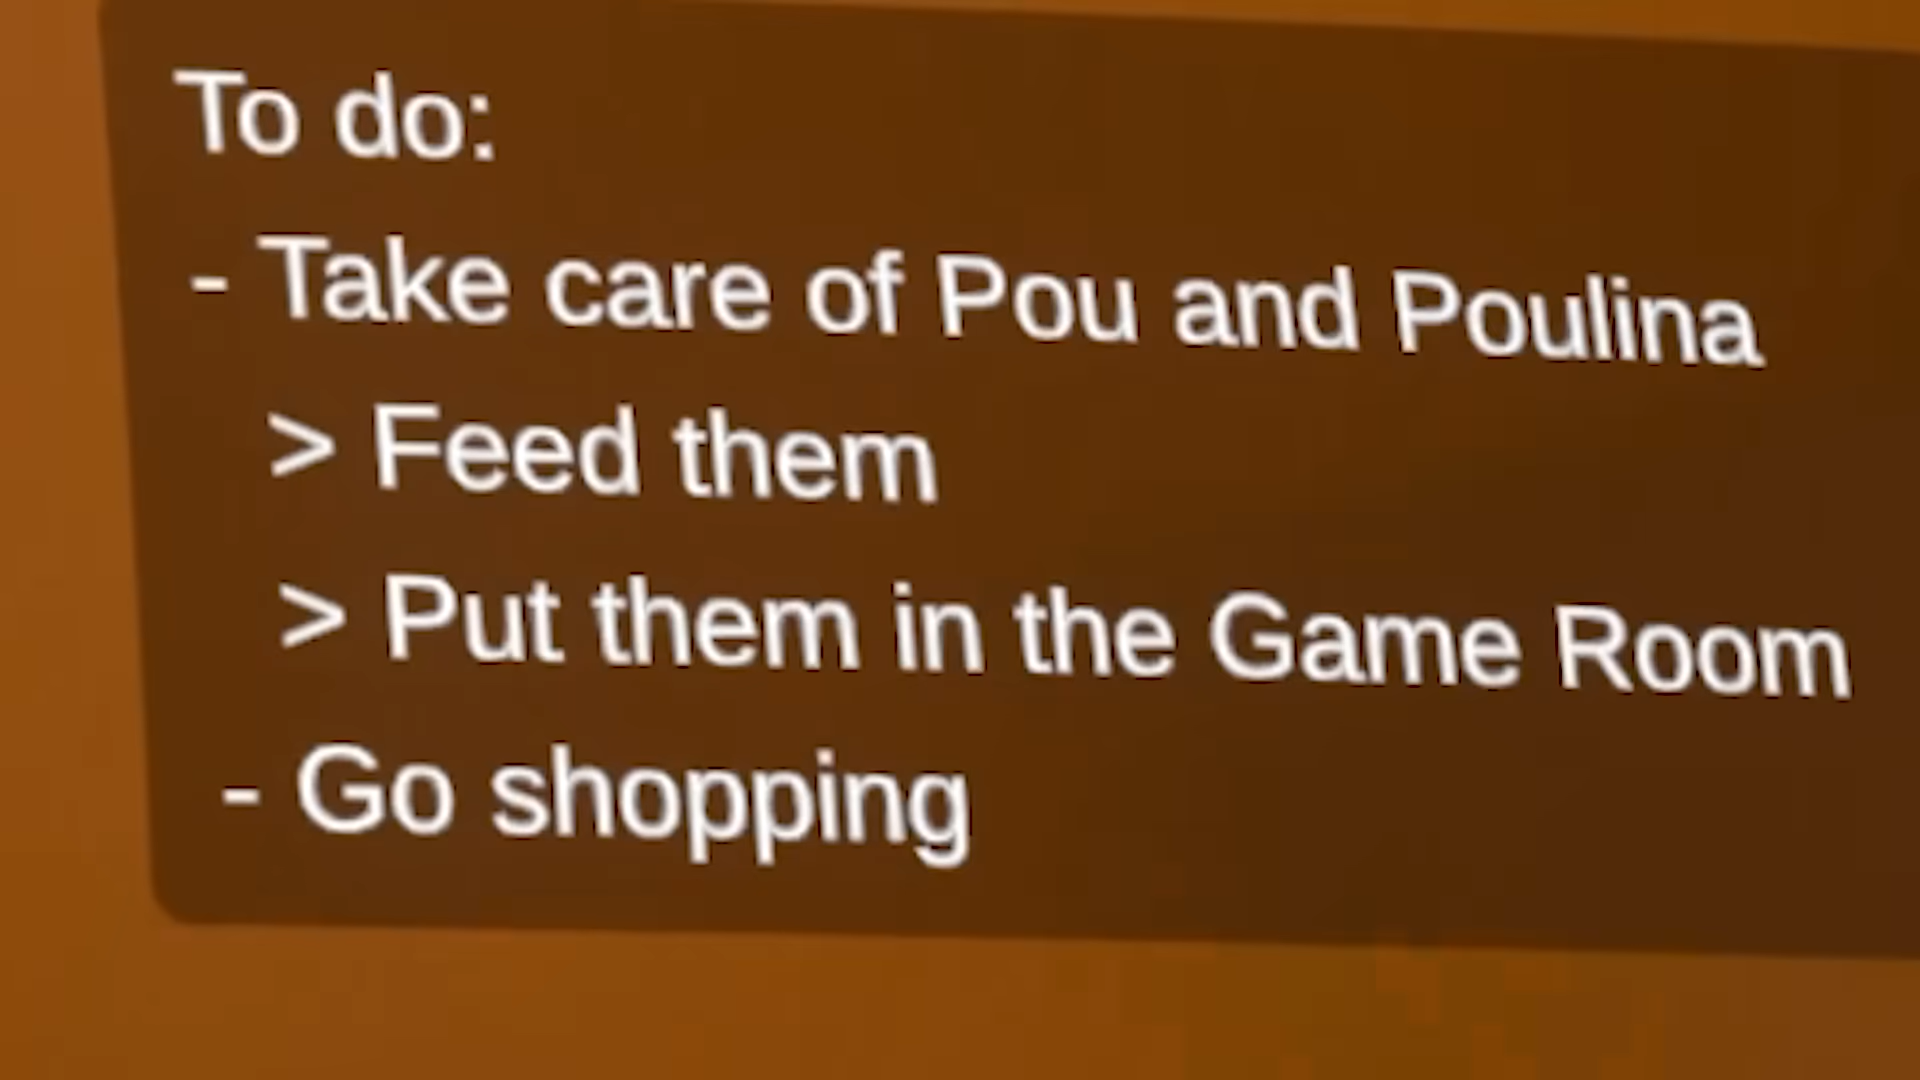 To do:
- Take care of Pou and Poulina
> Feed them
> Put them in the Game Room
- Go shopping